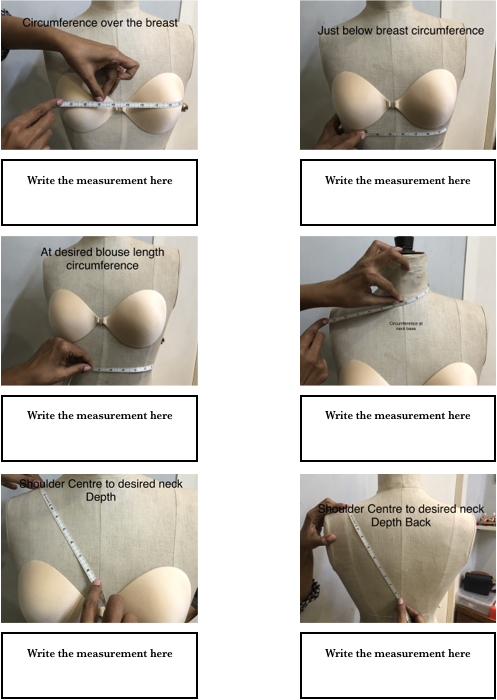 Circumference over the breast
Just below breast circumference
Write the measurement here
Write the measurement here
At desired blouse length
circumference
Circumference at
neck base
Write the measurement here
Write the measurement here
Shoulder Centre to desired neck
Depth
Shoulder Centre to desired neck
Depth Back
Write the measurement here
Write the measurement here